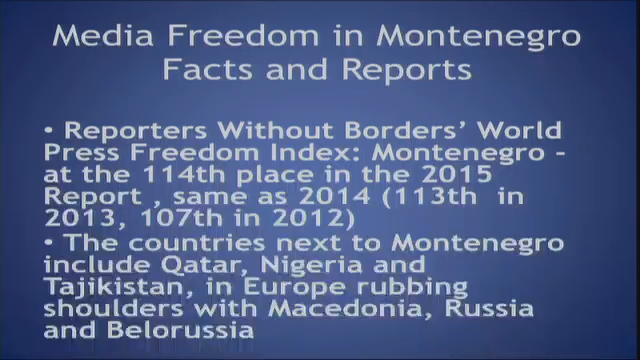 Media Freedom in Montenegro
Facts and Reports
• Reporters Without Borders' World
Press Freedom Index: Montenegro –
at the 114th place in the 2015
Report , same as 2014 (113th in
2013, 107th in 2012)
• The countries next to Montenegro
include Qatar, Nigeria and
Tajikistan, in Europe rubbing
shoulders with Macedonia, Russia
and Belorussia